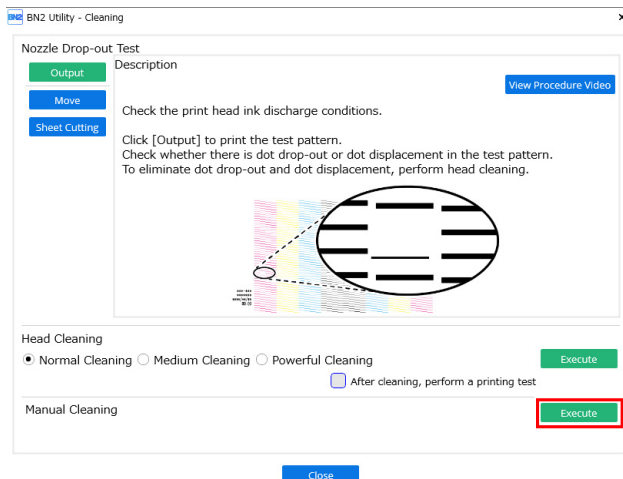 BN2 BN2 Utility - Cleaning
Nozzle Drop-out Test
Output
Description
View Procedure Video
Move
Check the print head ink discharge conditions.
Sheet Cutting
Click [Output] to print the test pattern.
Check whether there is dot drop-out or dot displacement in the test pattern.
To eliminate dot drop-out and dot displacement, perform head cleaning.
Head Cleaning
Normal Cleaning Medium Cleaning Powerful Cleaning Execute
After cleaning, perform a printing test
Manual Cleaning Execute
Close